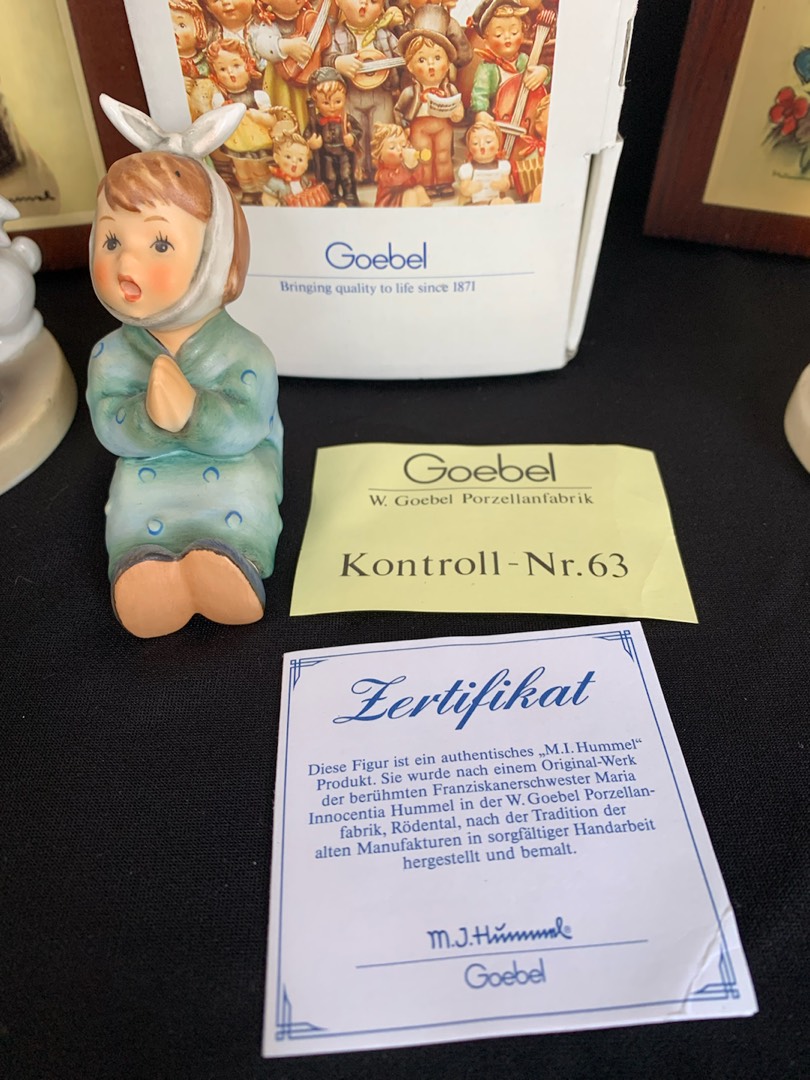 Goebel
Bringing quality to life since 1871
Goebel
W. Goebel Porzellanfabrik
Kontroll-Nr.63
Zertifikat
Diese Figur ist ein authentisches „M.I.Hummel“
Produkt. Sie wurde nach einem Original-Werk
der berühmten Franziskanerschwester Maria
Innocentia Hummel in der W. Goebel Porzellan-
fabrik, Rödental, nach der Tradition der
alten Manufakturen in sorgfältiger Handarbeit
hergestellt und bemalt.
M.J.Hummel®
Goebel